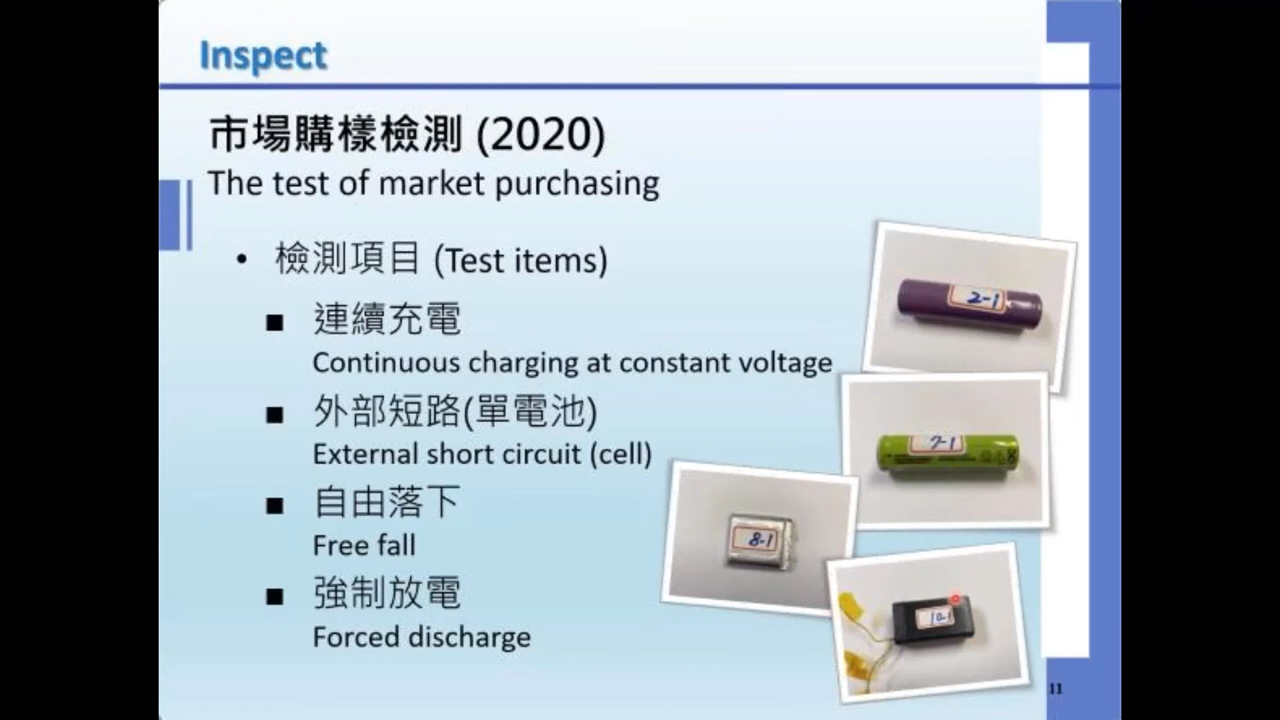 Inspect
市場購樣檢測 (2020)
The test of market purchasing
• 檢測項目 (Test items)
■ 連續充電
Continuous charging at constant voltage
■ 外部短路(單電池)
External short circuit (cell)
■ 自由落下
Free fall
■ 強制放電
Forced discharge
2-1
7-1
8-1
10-1
11